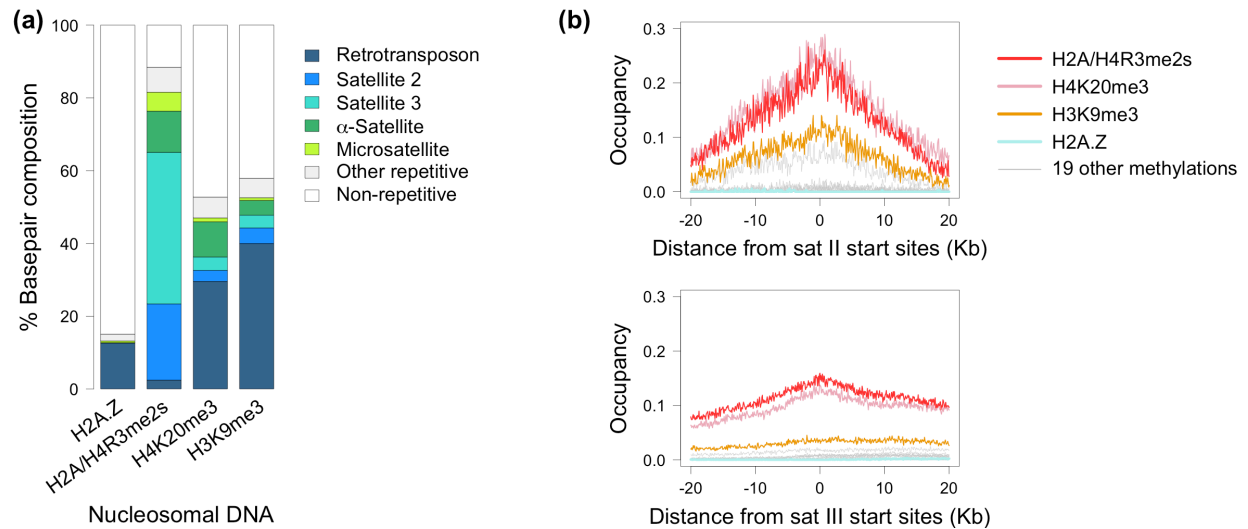 (a)
% Basepair composition
100
80
60
40
20
0
H2A.Z
H2A/H4R3me2s
H4K20me3
H3K9me3
Nucleosomal DNA
Retrotransposon
Satellite 2
Satellite 3
α-Satellite
Microsatellite
Other repetitive
Non-repetitive
(b)
Occupancy
0.3
0.2
0.1
0.0
-20
-10
0
10
20
Distance from sat II start sites (Kb)
H2A/H4R3me2s
H4K20me3
H3K9me3
H2A.Z
19 other methylations
Occupancy
0.3
0.2
0.1
0.0
-20
-10
0
10
20
Distance from sat III start sites (Kb)